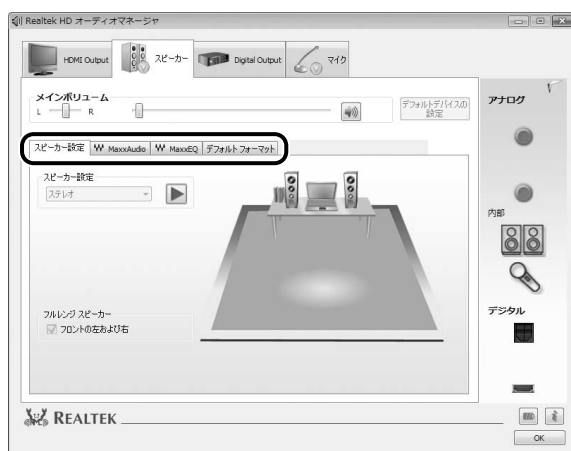 Realtek HD オーディオマネージャ
HDMI Output
スピーカー
Digital Output
マイク
メインボリューム
L
R
デフォルトデバイスの
設定
スピーカー設定
MaxxAudio
MaxxEQ
デフォルト フォーマット
スピーカー設定
ステレオ
フルレンジ スピーカー
フロントの左および右
アナログ
内部
デジタル
REALTEK
OK